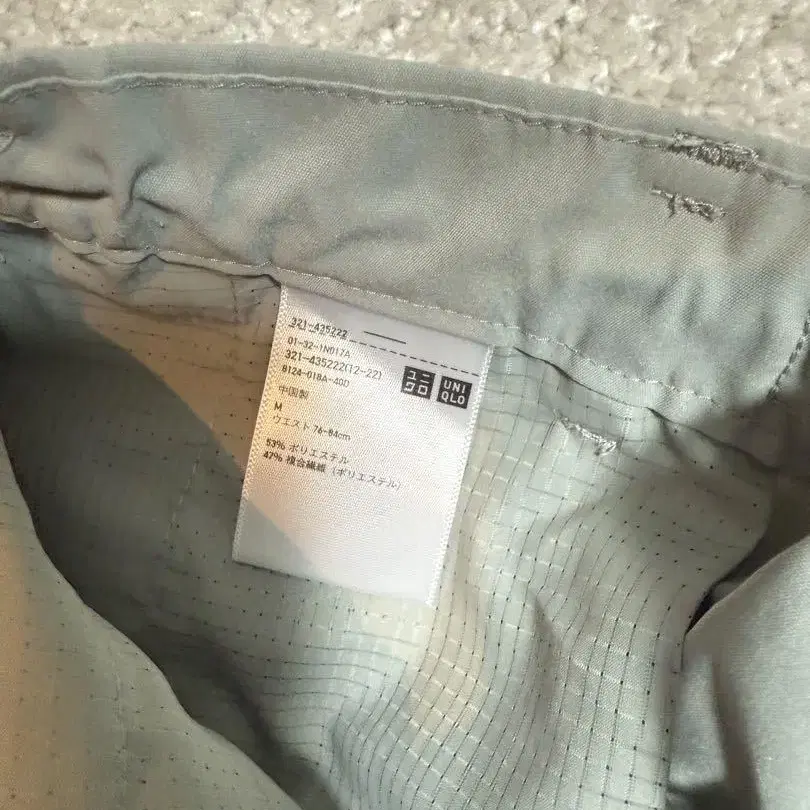 321-435222
01-32-1N017A
321-435222(12-22)
8124-018A-40D
ユニ
クロ
UNI
QLO
中国製
M
ウエスト 76-84cm
53% ポリエステル
47% 複合繊維 (ポリエステル)